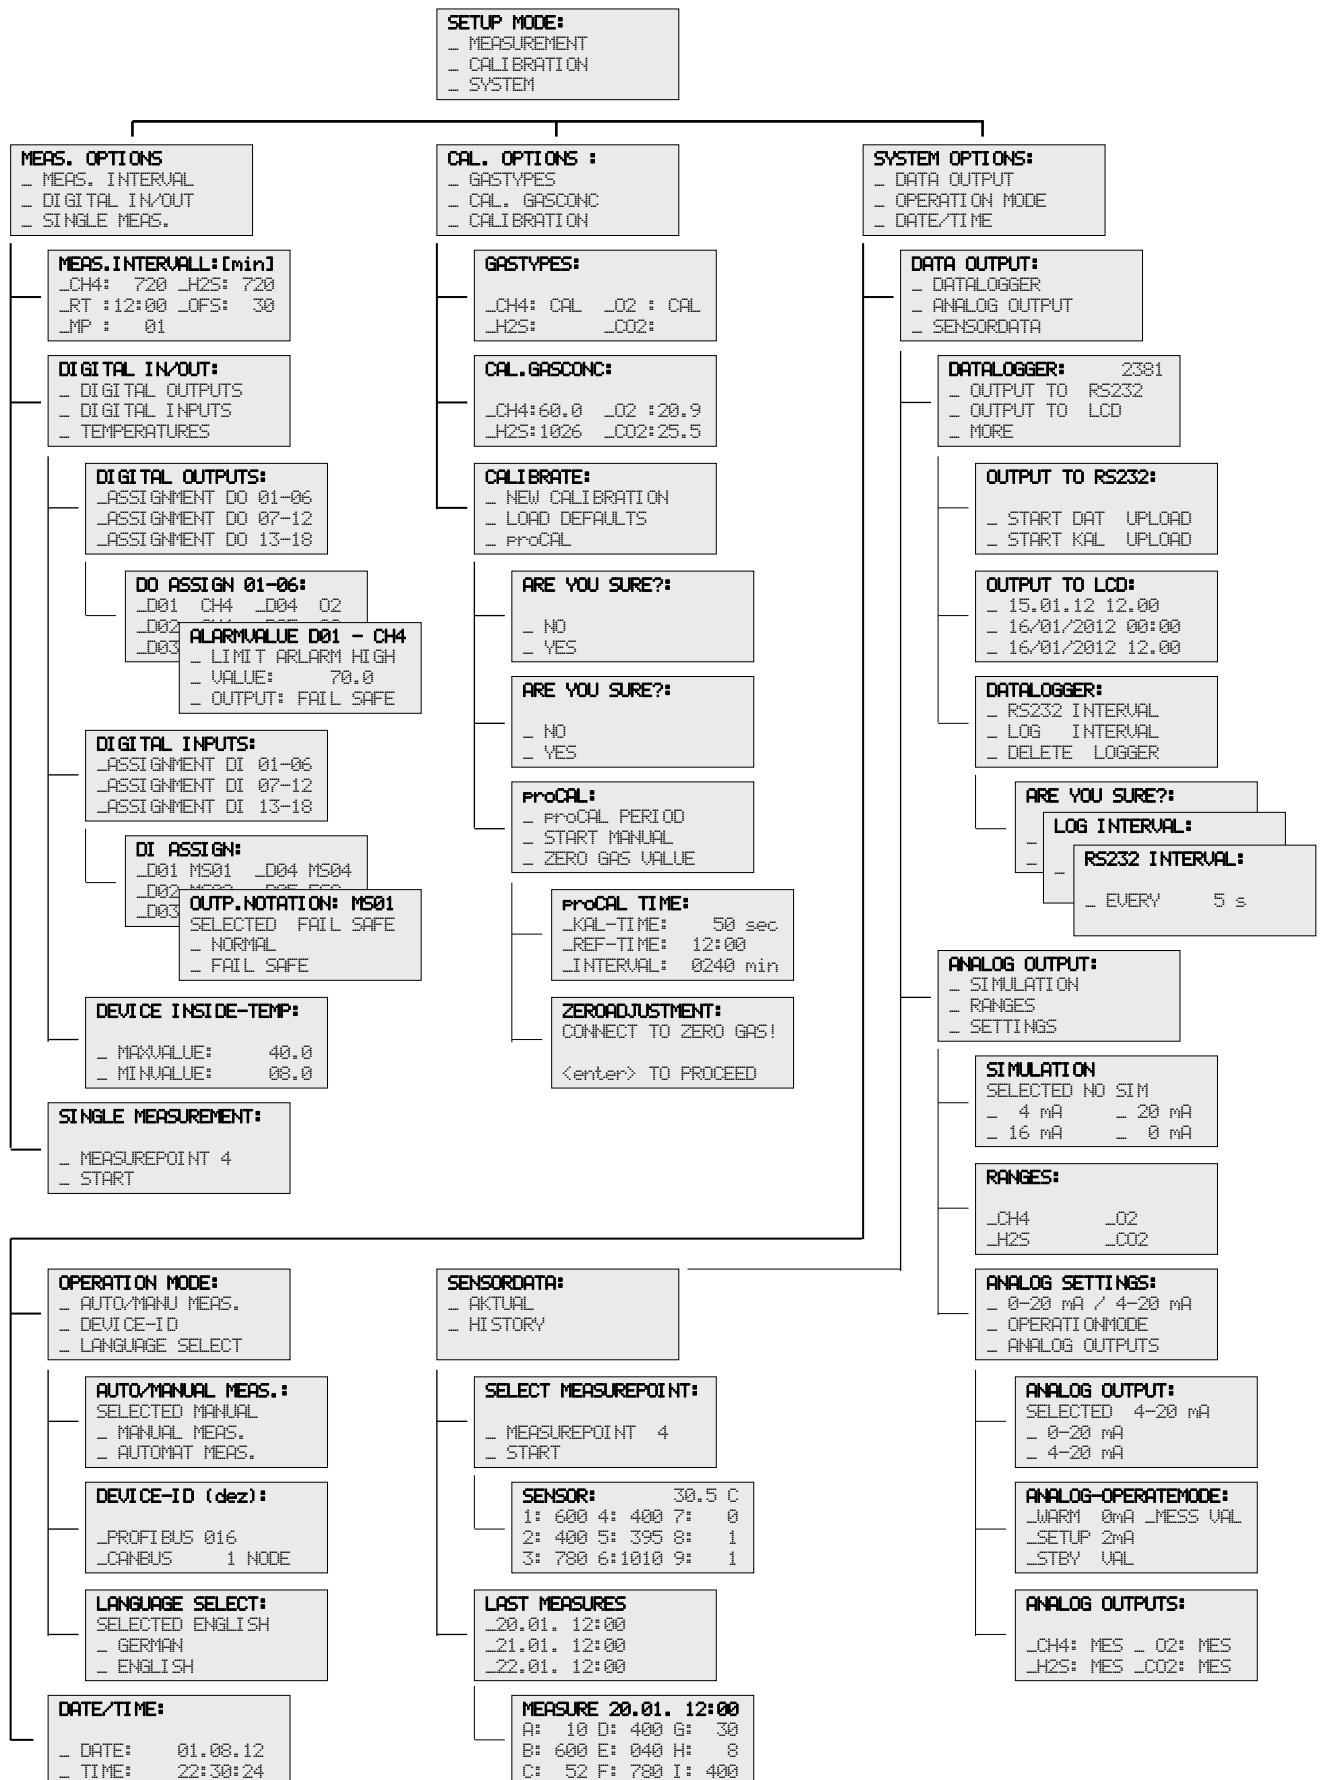 SETUP MODE:
_ MEASUREMENT
_ CALIBRATION
_ SYSTEM
MEAS. OPTIONS
_ MEAS. INTERVAL
_ DIGITAL IN/OUT
_ SINGLE MEAS.
MEAS.INTERVALL:[min]
_CH4: 720 _H2S: 720
_RT :12:00 _OFS: 30
_MP : 01
DIGITAL IN/OUT:
_ DIGITAL OUTPUTS
_ DIGITAL INPUTS
_ TEMPERATURES
DIGITAL OUTPUTS:
_ASSIGNMENT DO 01-06
_ASSIGNMENT DO 07-12
_ASSIGNMENT DO 13-18
DO ASSIGN 01-06:
_D01 CH4 _D04 O2
_D02
_D03
ALARMVALUE D01 - CH4
_ LIMIT ARLARM HIGH
_ VALUE: 70.0
_ OUTPUT: FAIL SAFE
DIGITAL INPUTS:
_ASSIGNMENT DI 01-06
_ASSIGNMENT DI 07-12
_ASSIGNMENT DI 13-18
DI ASSIGN:
_D01 MS01 _D04 MS04
_D02
_D03
OUTP.NOTATION: MS01
SELECTED FAIL SAFE
_ NORMAL
_ FAIL SAFE
DEVICE INSIDE-TEMP:
_ MAXVALUE: 40.0
_ MINVALUE: 08.0
SINGLE MEASUREMENT:
_ MEASUREPOINT 4
_ START
CAL. OPTIONS :
_ GASTYPES
_ CAL. GASCONC
_ CALIBRATION
GASTYPES:
_CH4: CAL _O2 : CAL
_H2S: _CO2:
CAL.GASCONC:
_CH4:60.0 _O2 :20.9
_H2S:1026 _CO2:25.5
CALIBRATE:
_ NEW CALIBRATION
_ LOAD DEFAULTS
_ proCAL
ARE YOU SURE?:
_ NO
_ YES
ARE YOU SURE?:
_ NO
_ YES
proCAL:
_ proCAL PERIOD
_ START MANUAL
_ ZERO GAS VALUE
proCAL TIME:
_KAL-TIME: 50 sec
_REF-TIME: 12:00
_INTERVAL: 0240 min
ZEROADJUSTMENT:
CONNECT TO ZERO GAS!
<enter> TO PROCEED
SYSTEM OPTIONS:
_ DATA OUTPUT
_ OPERATION MODE
_ DATE/TIME
DATA OUTPUT:
_ DATALOGGER
_ ANALOG OUTPUT
_ SENSORDATA
DATALOGGER: 2381
_ OUTPUT TO RS232
_ OUTPUT TO LCD
_ MORE
OUTPUT TO RS232:
_ START DAT UPLOAD
_ START KAL UPLOAD
OUTPUT TO LCD:
_ 15.01.12 12.00
_ 16/01/2012 00:00
_ 16/01/2012 12.00
DATALOGGER:
_ RS232 INTERVAL
_ LOG INTERVAL
_ DELETE LOGGER
ARE YOU SURE?:
_
_
LOG INTERVAL:
_
RS232 INTERVAL:
_ EVERY 5 s
ANALOG OUTPUT:
_ SIMULATION
_ RANGES
_ SETTINGS
SIMULATION
SELECTED NO SIM
_ 4 mA _ 20 mA
_ 16 mA _ 0 mA
RANGES:
_CH4 _O2
_H2S _CO2
ANALOG SETTINGS:
_ 0-20 mA / 4-20 mA
_ OPERATIONMODE
_ ANALOG OUTPUTS
ANALOG OUTPUT:
SELECTED 4-20 mA
_ 0-20 mA
_ 4-20 mA
ANALOG-OPERATEMODE:
_WARM 0mA _MESS VAL
_SETUP 2mA
_STBY VAL
ANALOG OUTPUTS:
_CH4: MES _ O2: MES
_H2S: MES _CO2: MES
OPERATION MODE:
_ AUTO/MANU MEAS.
_ DEVICE-ID
_ LANGUAGE SELECT
AUTO/MANUAL MEAS.:
SELECTED MANUAL
_ MANUAL MEAS.
_ AUTOMAT MEAS.
DEVICE-ID (dez):
_PROFIBUS 016
_CANBUS 1 NODE
LANGUAGE SELECT:
SELECTED ENGLISH
_ GERMAN
_ ENGLISH
DATE/TIME:
_ DATE: 01.08.12
_ TIME: 22:30:24
SENSORDATA:
_ AKTUAL
_ HISTORY
SELECT MEASUREPOINT:
_ MEASUREPOINT 4
_ START
SENSOR: 30.5 C
1: 600 4: 400 7: 0
2: 400 5: 395 8: 1
3: 780 6:1010 9: 1
LAST MEASURES
_20.01. 12:00
_21.01. 12:00
_22.01. 12:00
MEASURE 20.01. 12:00
A: 10 D: 400 G: 30
B: 600 E: 040 H: 8
C: 52 F: 780 I: 400